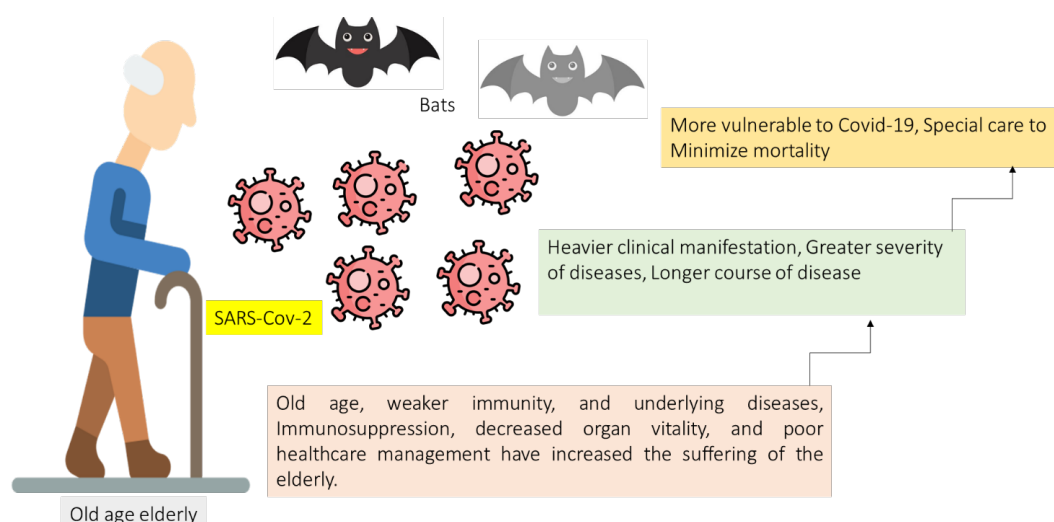 Bats
More vulnerable to Covid-19, Special care to
Minimize mortality
Heavier clinical manifestation, Greater severity
of diseases, Longer course of disease
SARS-Cov-2
Old age, weaker immunity, and underlying diseases,
Immunosuppression, decreased organ vitality, and poor
healthcare management have increased the suffering of the
elderly.
Old age elderly